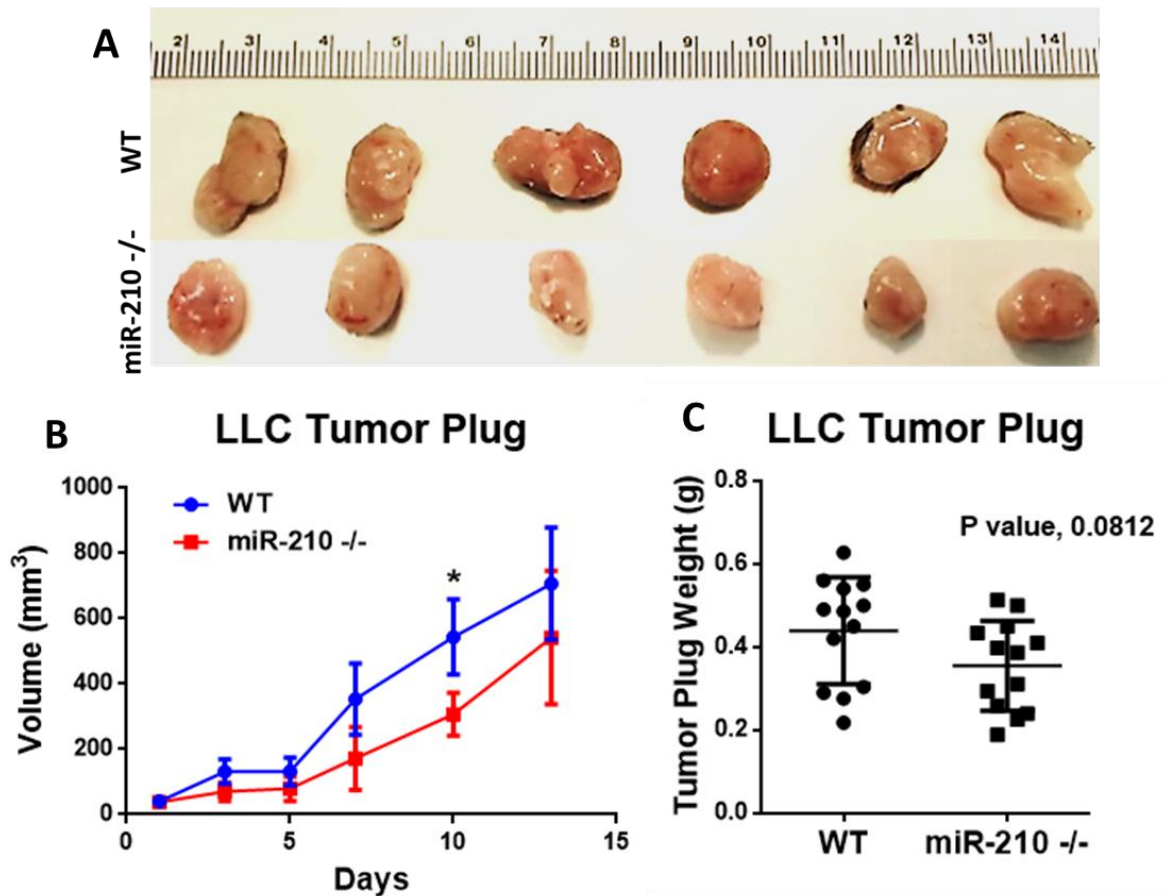 A
2 3 4 5 6 7 8 9 10 11 12 13 14
WT
miR-210 -/-
B
LLC Tumor Plug
1000
800
600
400
200
0
Volume (mm³)
WT
miR-210 -/-
*
0 5 10 15
Days
C
LLC Tumor Plug
Tumor Plug Weight (g)
0.8
0.6
0.4
0.2
0.0
P value, 0.0812
WT miR-210 -/-